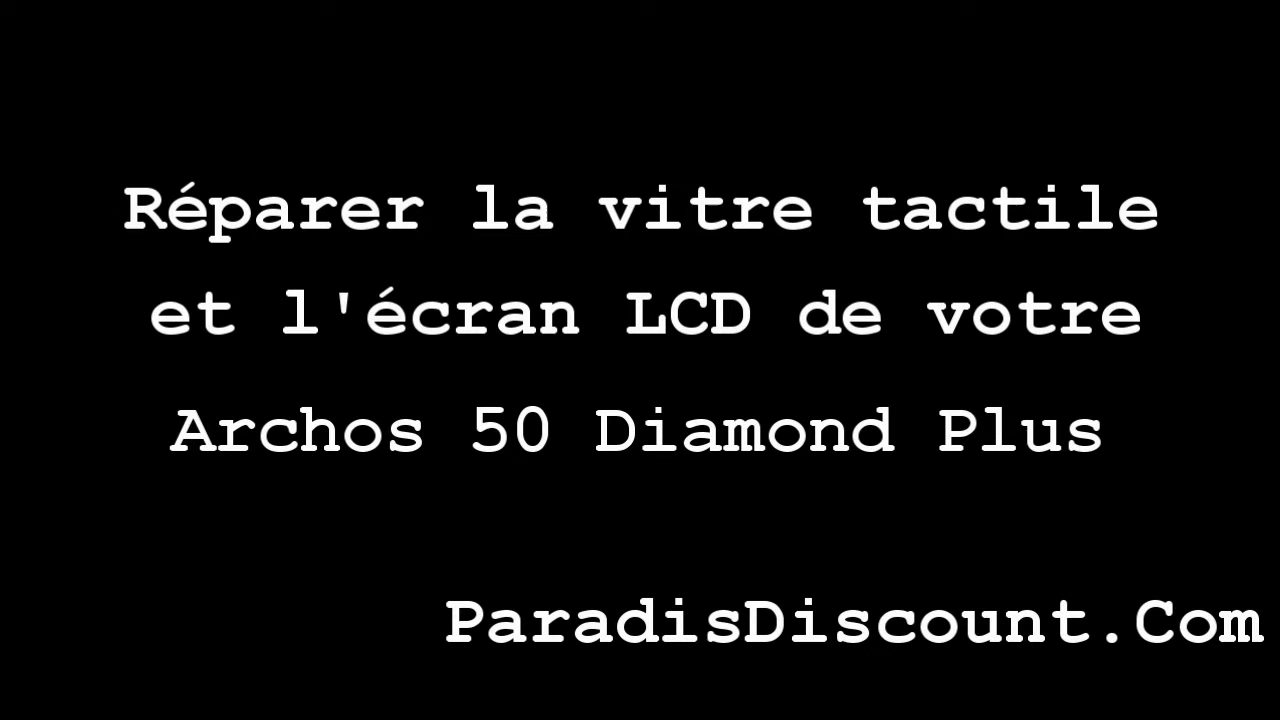 Réparer la vitre tactile
et l'écran LCD de votre
Archos 50 Diamond Plus
ParadisDiscount.Com